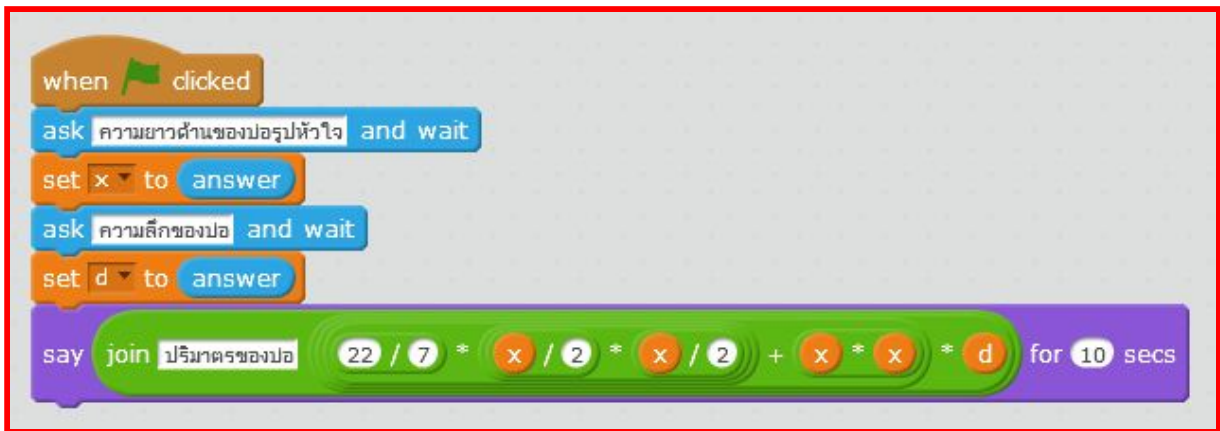 when clicked
ask ความยาวด้านของบ่อรูปหัวใจ and wait
set x to answer
ask ความลึกของบ่อ and wait
set d to answer
say join ปริมาตรของบ่อ 22 / 7 * x / 2 * x / 2 + x * x * d for 10 secs